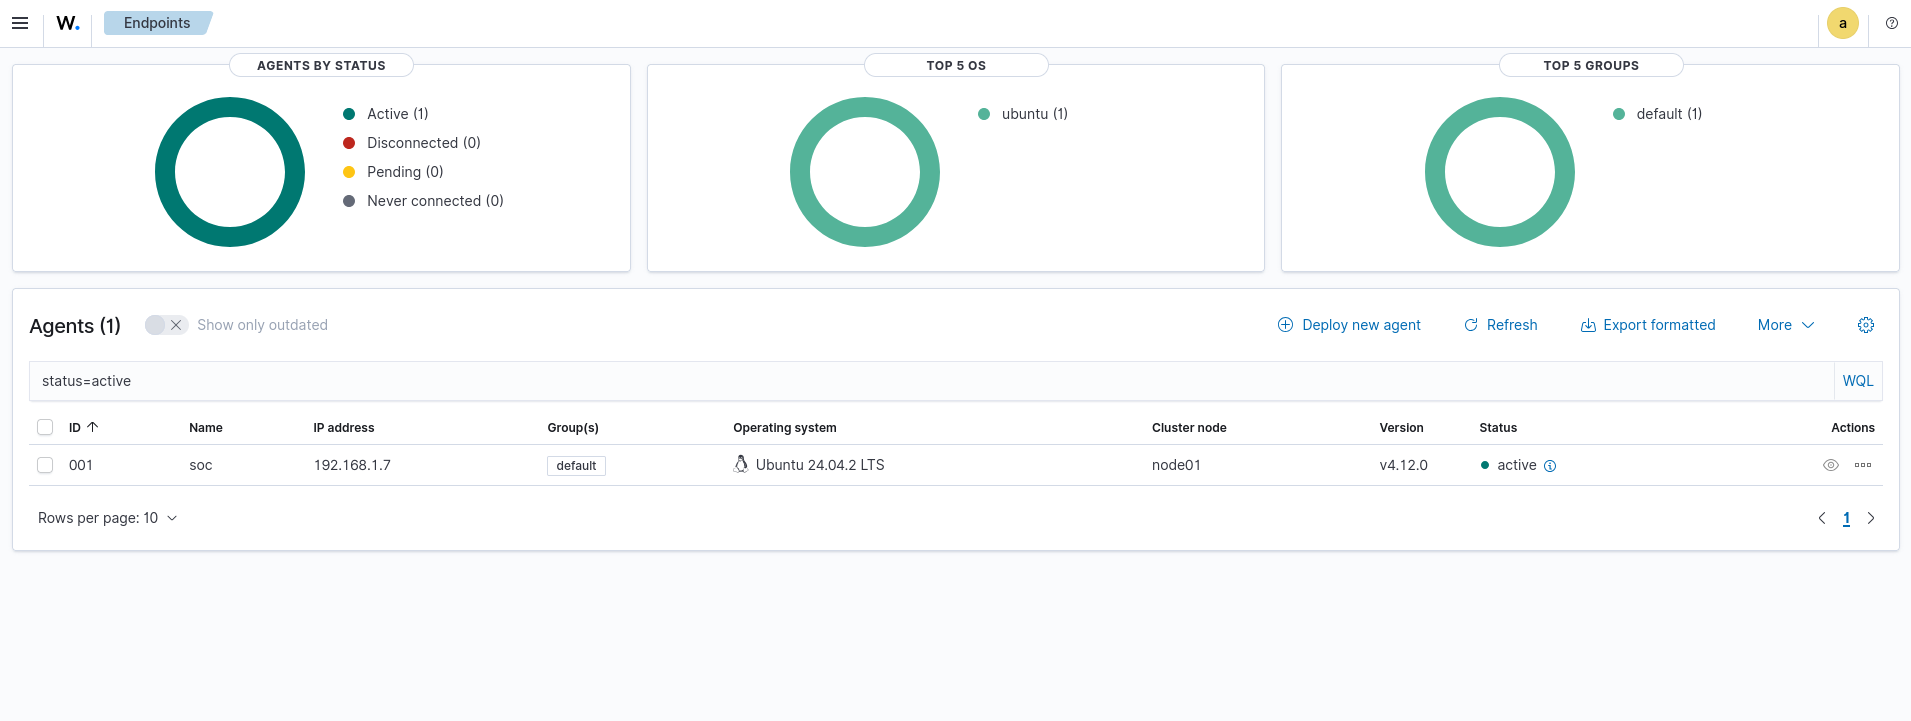 W. Endpoints a
AGENTS BY STATUS
Active (1)
Disconnected (0)
Pending (0)
Never connected (0)
TOP 5 OS
ubuntu (1)
TOP 5 GROUPS
default (1)
Agents (1) Show only outdated Deploy new agent Refresh Export formatted More
status=active WQL
ID Name IP address Group(s) Operating system Cluster node Version Status Actions
001 soc 192.168.1.7 default Ubuntu 24.04.2 LTS node01 v4.12.0 active
Rows per page: 10 1